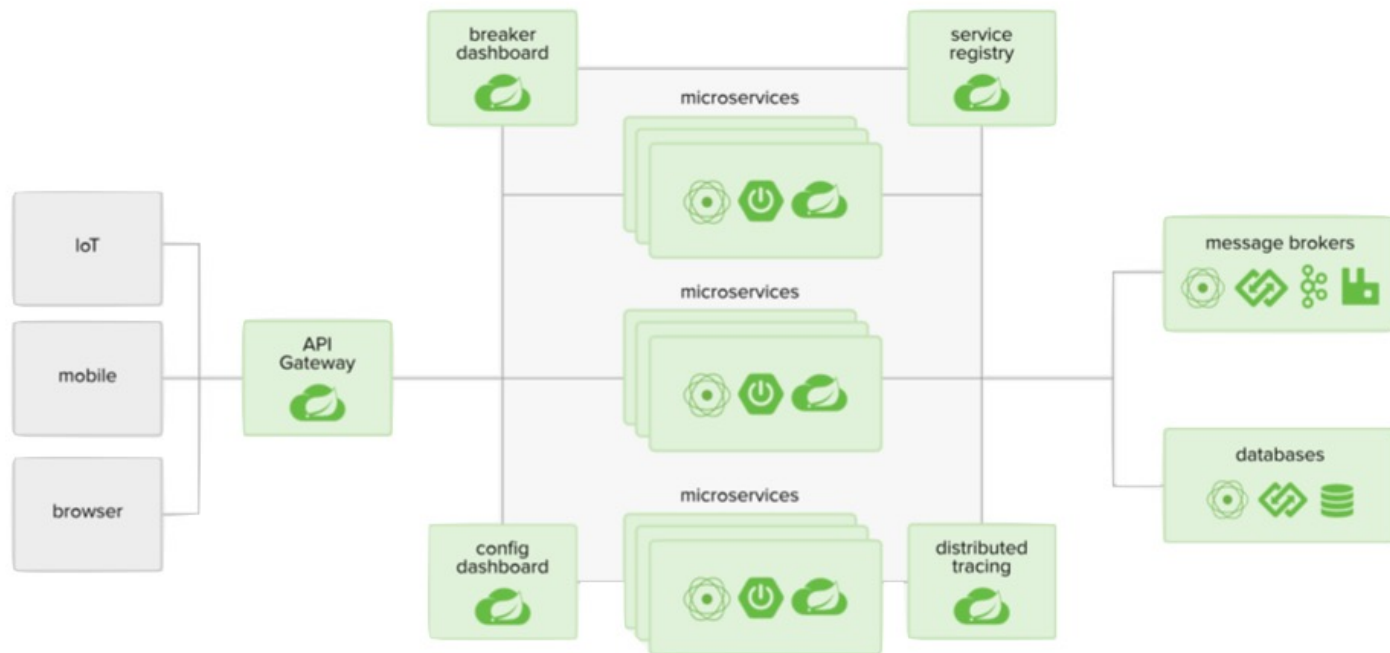 breaker
dashboard
service
registry
microservices
IoT
mobile
browser
API
Gateway
microservices
message brokers
databases
microservices
config
dashboard
distributed
tracing